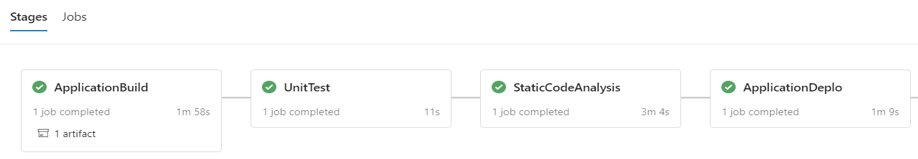 Stages Jobs
ApplicationBuild
1 job completed 1m 58s
1 artifact
UnitTest
1 job completed 11s
StaticCodeAnalysis
1 job completed 3m 4s
ApplicationDeplo
1 job completed 1m 9s